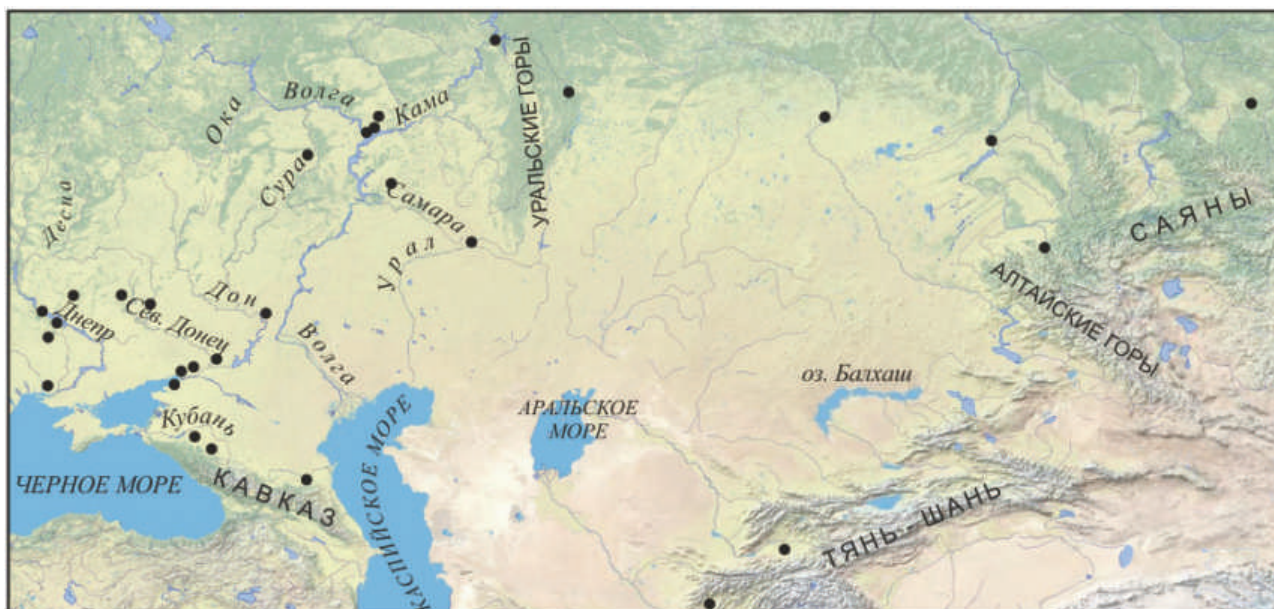 Волга
Кама
УРАЛЬСКИЕ ГОРЫ
Ока
Сура
Десна
Самара
Урал
САЯНЫ
Днепр
Сев. Донец
Дон
Волга
АЛТАЙСКИЕ ГОРЫ
оз. Балхаш
Кубань
АРАЛЬСКОЕ
МОРЕ
ЧЕРНОЕ МОРЕ
КАВКАЗ
КАСПИЙСКОЕ МОРЕ
ТЯНЬ-ШАНЬ